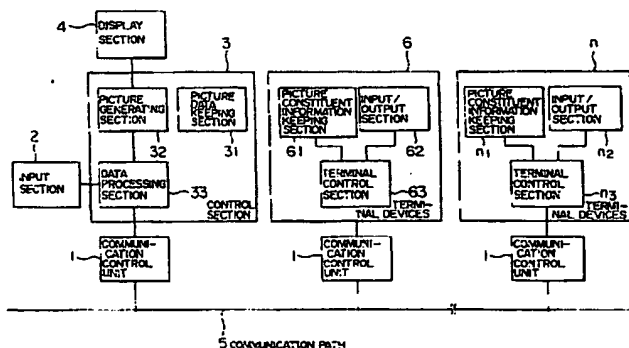 4
DISPLAY
SECTION
3
PICTURE
GENERATING
SECTION
32
PICTURE
DATA
KEEPING
SECTION
31
2
INPUT
SECTION
DATA
PROCESSING
SECTION
33
CONTROL
SECTION
1
COMMUNI-
CATION
CONTROL
UNIT
6
PICTURE
CONSTITUENT
INFORMATION
KEEPING
SECTION
61
INPUT/
OUTPUT
SECTION
62
TERMINAL
CONTROL
SECTION
63
TERMI-
NAL DEVICES
1
COMMUNI-
CATION
CONTROL
UNIT
n
PICTURE
CONSTITUENT
INFORMATION
KEEPING
SECTION
n1
INPUT/
OUTPUT
SECTION
n2
TERMINAL
CONTROL
SECTION
n3
TERMI-
NAL DEVICES
1
COMMUNI-
CATION
CONTROL
UNIT
5 COMMUNICATION PATH